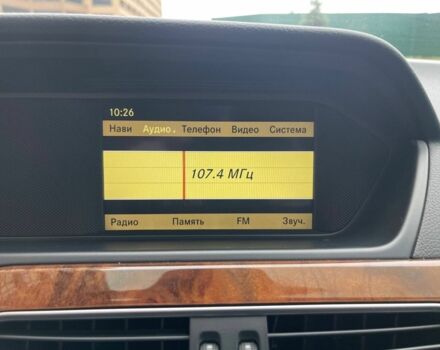 10:26
Нави Аудио. Телефон Видео Система
107.4 МГц
Радио Память FM Звуч.